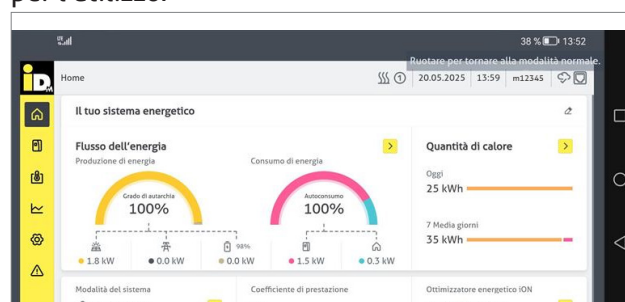 38 % 13:52
Ruotare per tornare alla modalità normale.
iDM
Home
1
20.05.2025 13:59 m12345
Il tuo sistema energetico
Flusso dell'energia
Produzione di energia
Consumo di energia
Grado di autarchia
100%
Autoconsumo
100%
98%
1.8 kW
0.0 kW
0.0 kW
1.5 kW
0.3 kW
Quantità di calore
Oggi
25 kWh
7 Media giorni
35 kWh
Modalità del sistema
Coefficiente di prestazione
Ottimizzatore energetico iON